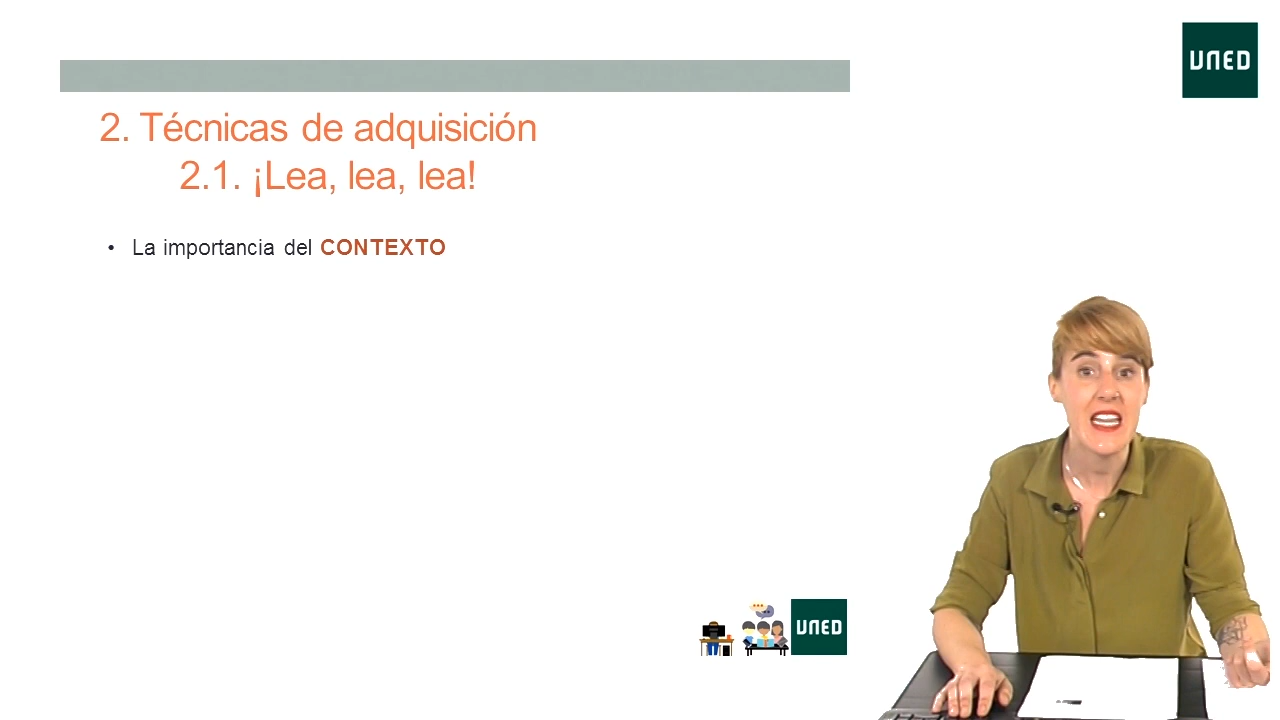 UNED
2. Técnicas de adquisición
2.1. ¡Lea, lea, lea!
• La importancia del CONTEXTO
UNED